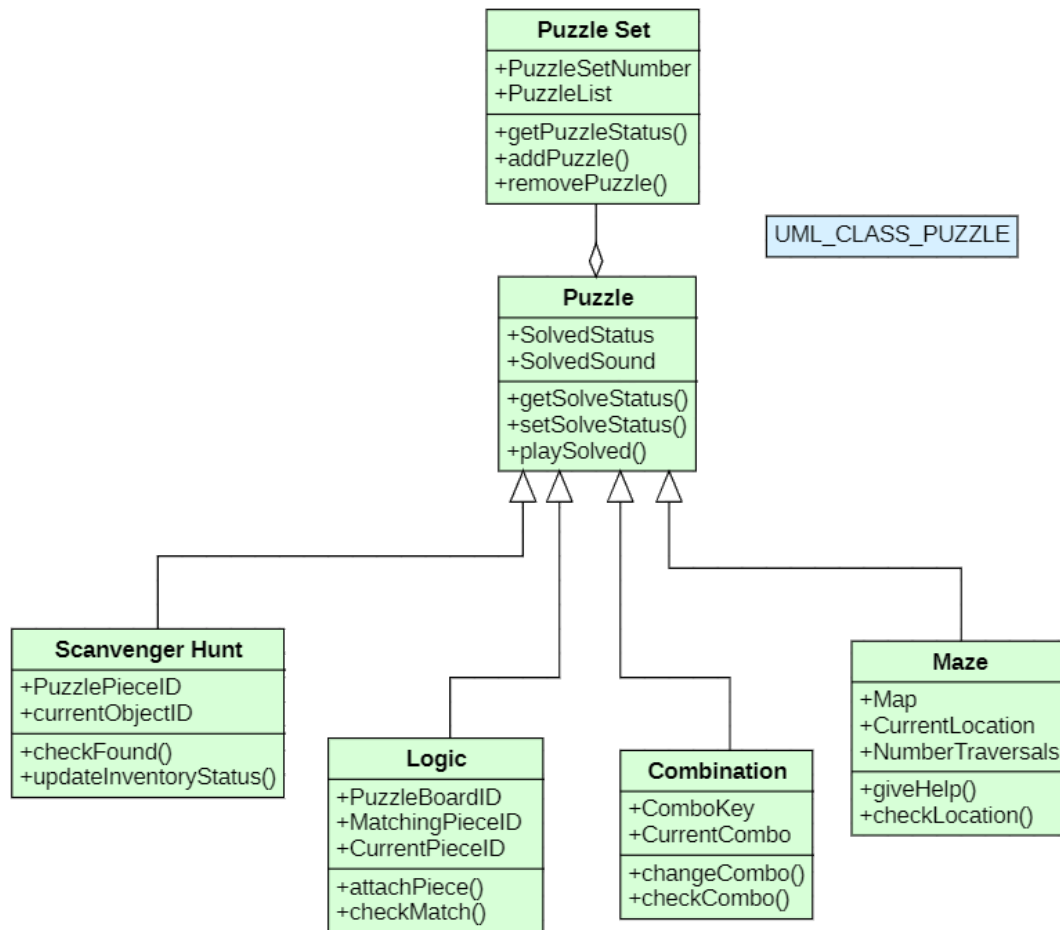 Puzzle Set
+PuzzleSetNumber
+PuzzleList
+getPuzzleStatus()
+addPuzzle()
+removePuzzle()
UML_CLASS_PUZZLE
Puzzle
+SolvedStatus
+SolvedSound
+getSolveStatus()
+setSolveStatus()
+playSolved()
Scanvenger Hunt
+PuzzlePieceID
+currentObjectID
+checkFound()
+updateInventoryStatus()
Logic
+PuzzleBoardID
+MatchingPieceID
+CurrentPieceID
+attachPiece()
+checkMatch()
Combination
+ComboKey
+CurrentCombo
+changeCombo()
+checkCombo()
Maze
+Map
+CurrentLocation
+NumberTraversals
+giveHelp()
+checkLocation()